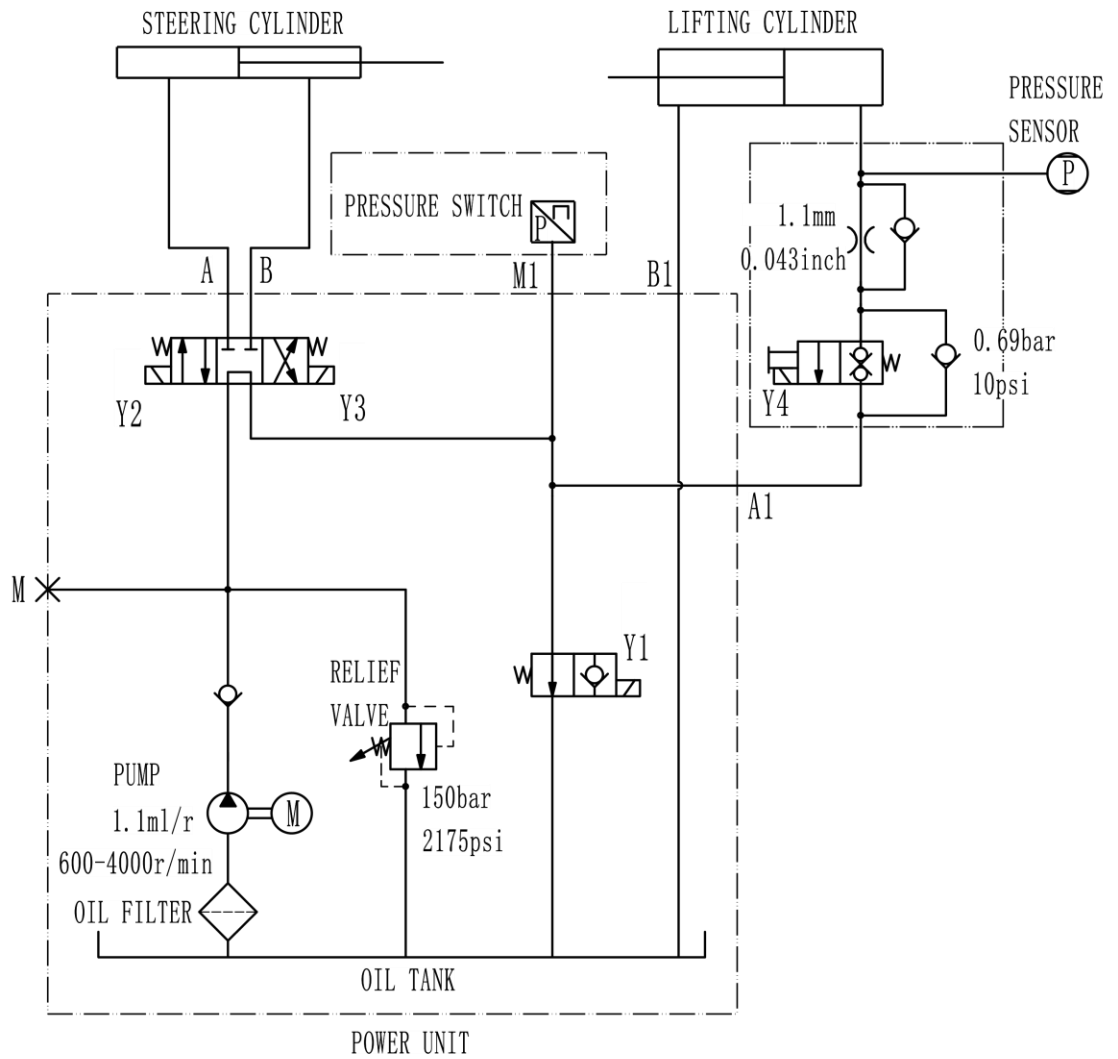 STEERING CYLINDER
LIFTING CYLINDER
PRESSURE
SENSOR
P
PRESSURE SWITCH
P
1.1mm
0.043inch
A
B
M1
B1
0.69bar
10psi
Y2
Y3
Y4
A1
M
Y1
RELIEF
VALVE
PUMP
1.1ml/r
600-4000r/min
M
150bar
2175psi
OIL FILTER
OIL TANK
POWER UNIT